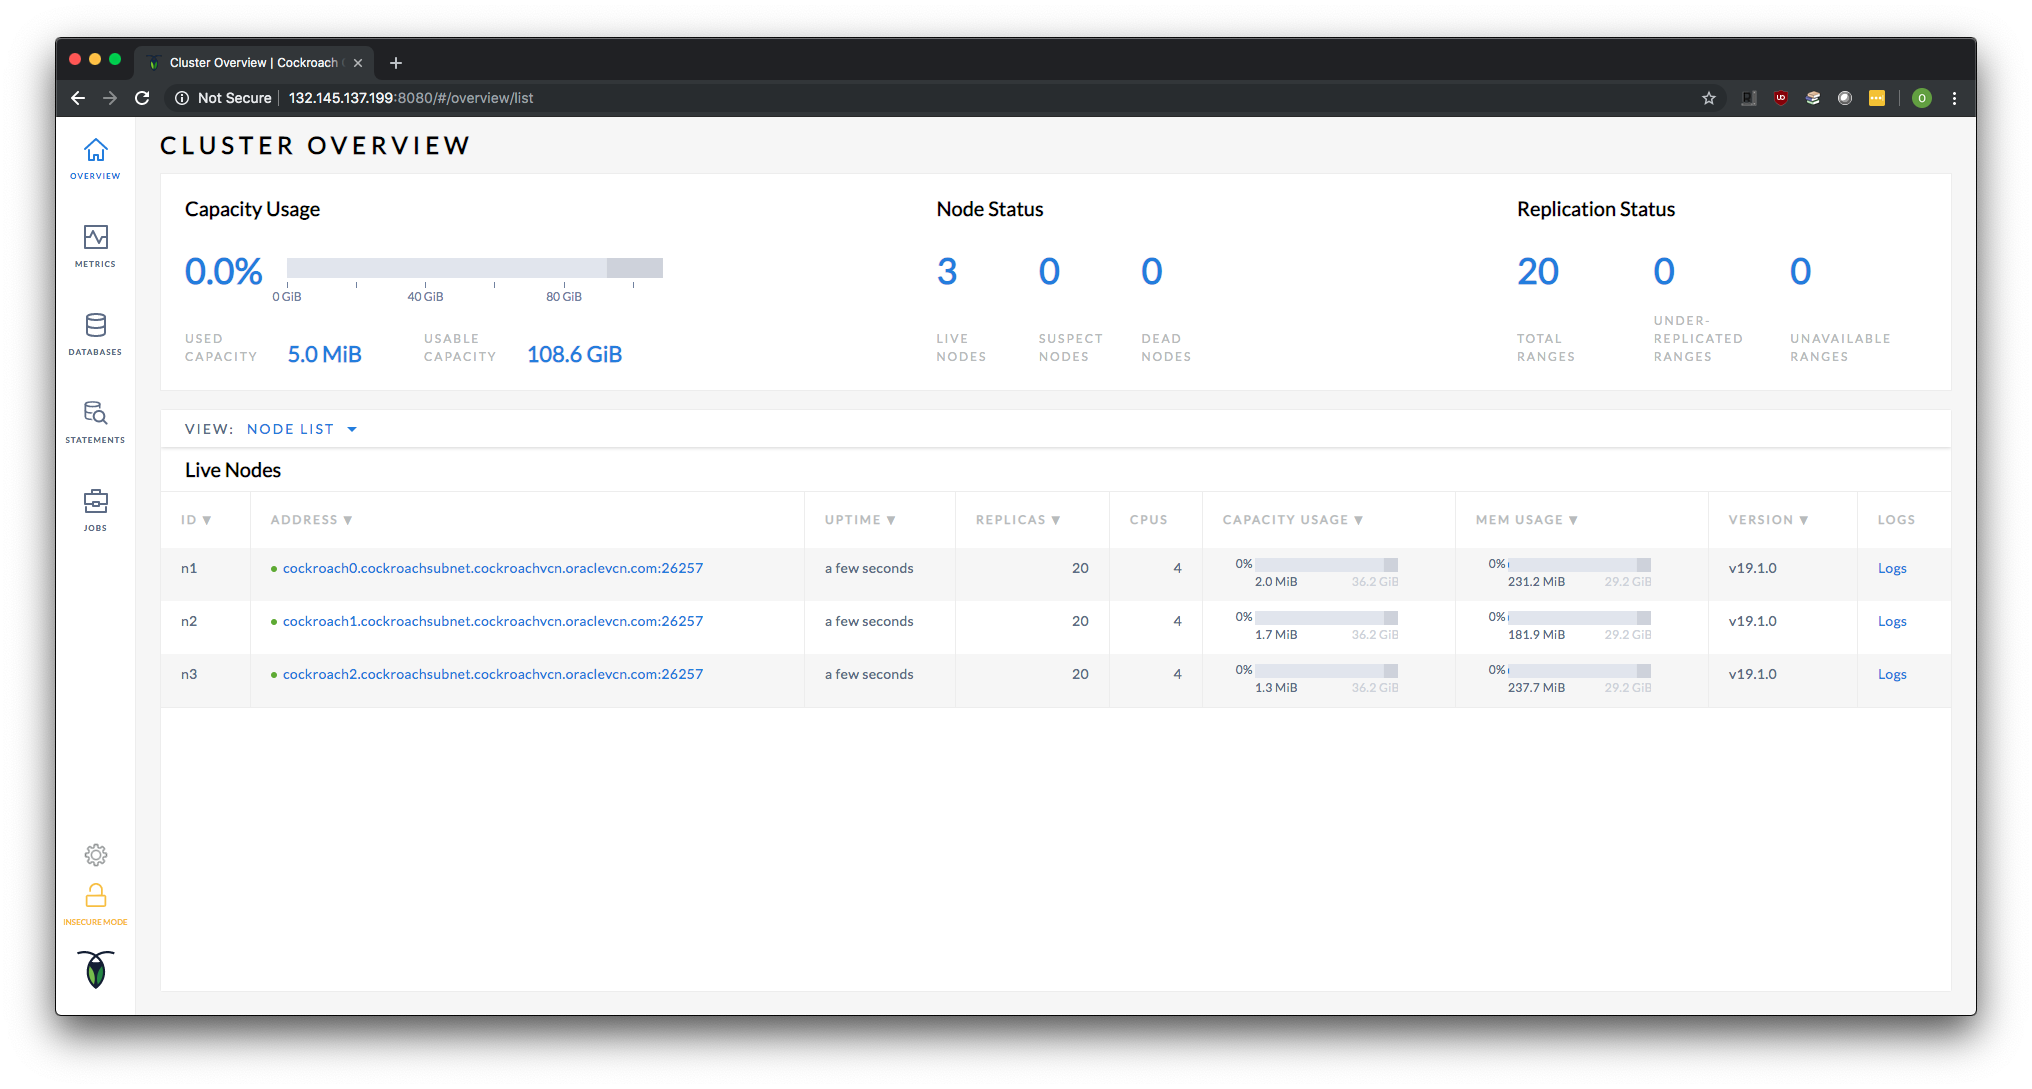 Cluster Overview | Cockroach
Not Secure 132.145.137.199:8080/#/overview/list
O
CLUSTER OVERVIEW
OVERVIEW
METRICS
DATABASES
STATEMENTS
JOBS
INSECURE MODE
Capacity Usage
0.0%
0 GiB 40 GiB 80 GiB
USED CAPACITY 5.0 MiB
USABLE CAPACITY 108.6 GiB
Node Status
3 0 0
LIVE NODES
SUSPECT NODES
DEAD NODES
Replication Status
20 0 0
TOTAL RANGES
UNDER-REPLICATED RANGES
UNAVAILABLE RANGES
VIEW: NODE LIST
Live Nodes
ID ADDRESS UPTIME REPLICAS CPUS CAPACITY USAGE MEM USAGE VERSION LOGS
n1 cockroach0.cockroachsubnet.cockroachvcn.oraclevcn.com:26257 a few seconds 20 4 0% 2.0 MiB 36.2 GiB 0% 231.2 MiB 29.2 GiB v19.1.0 Logs
n2 cockroach1.cockroachsubnet.cockroachvcn.oraclevcn.com:26257 a few seconds 20 4 0% 1.7 MiB 36.2 GiB 0% 181.9 MiB 29.2 GiB v19.1.0 Logs
n3 cockroach2.cockroachsubnet.cockroachvcn.oraclevcn.com:26257 a few seconds 20 4 0% 1.3 MiB 36.2 GiB 0% 237.7 MiB 29.2 GiB v19.1.0 Logs